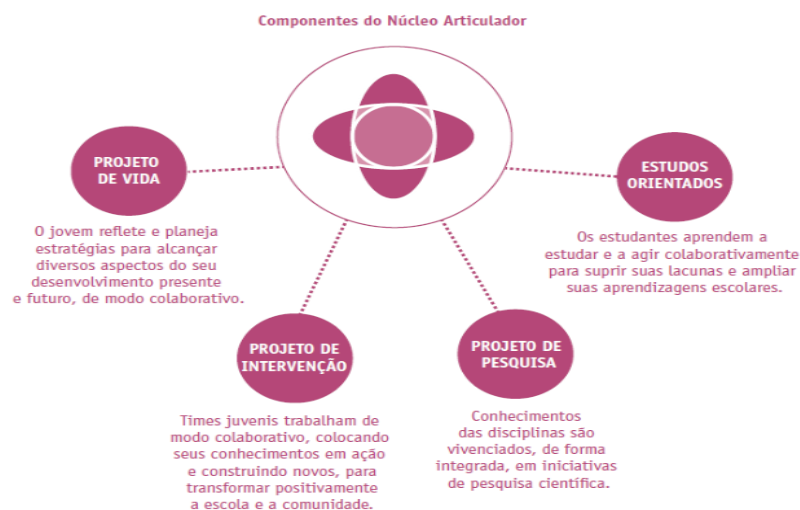 Componentes do Núcleo Articulador
PROJETO
DE VIDA
O jovem reflete e planeja
estratégias para alcançar
diversos aspectos do seu
desenvolvimento presente
e futuro, de modo colaborativo.
PROJETO DE
INTERVENÇÃO
Times juvenis trabalham de
modo colaborativo, colocando
seus conhecimentos em ação
e construindo novos, para
transformar positivamente
a escola e a comunidade.
PROJETO DE
PESQUISA
Conhecimentos
das disciplinas são
vivenciados, de forma
integrada, em iniciativas
de pesquisa científica.
ESTUDOS
ORIENTADOS
Os estudantes aprendem a
estudar e a agir colaborativamente
para suprir suas lacunas e ampliar
suas aprendizagens escolares.